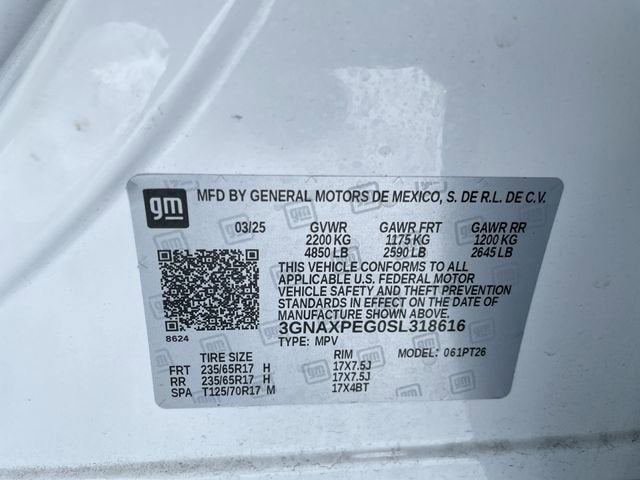 gm MFD BY GENERAL MOTORS DE MEXICO, S. DE R.L. DE C.V.
03/25 GVWR GAWR FRT GAWR RR
2200 KG 1175 KG 1200 KG
4850 LB 2590 LB 2645 LB
THIS VEHICLE CONFORMS TO ALL
APPLICABLE U.S. FEDERAL MOTOR
VEHICLE SAFETY AND THEFT PREVENTION
STANDARDS IN EFFECT ON THE DATE OF
MANUFACTURE SHOWN ABOVE.
3GNAXPEG0SL318616
8624
TYPE: MPV MODEL: 061PT26
TIRE SIZE RIM
FRT 235/65R17 H 17X7.5J
RR 235/65R17 H 17X7.5J
SPA T125/70R17 M 17X4BT